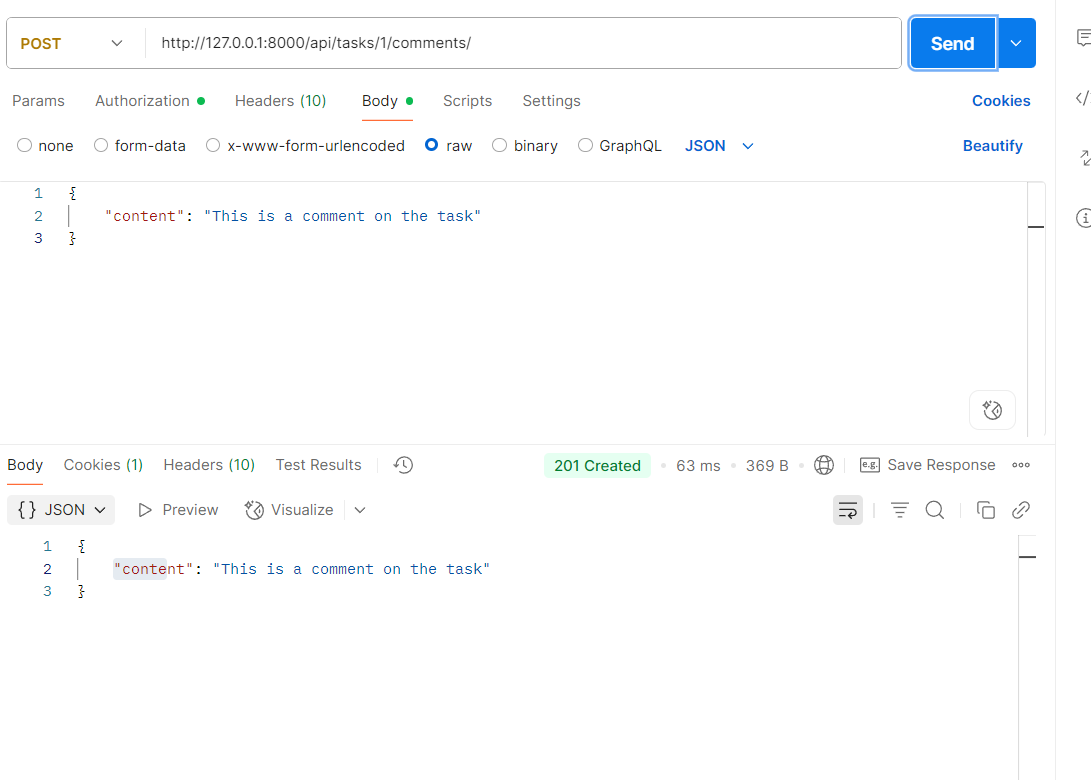 POST http://127.0.0.1:8000/api/tasks/1/comments/ Send
Params Authorization Headers (10) Body Scripts Settings Cookies
none form-data x-www-form-urlencoded raw binary GraphQL JSON Beautify
1 {
2 "content": "This is a comment on the task"
3 }
Body Cookies (1) Headers (10) Test Results 201 Created 63 ms 369 B e.g. Save Response
{} JSON Preview Visualize
1 {
2 "content": "This is a comment on the task"
3 }